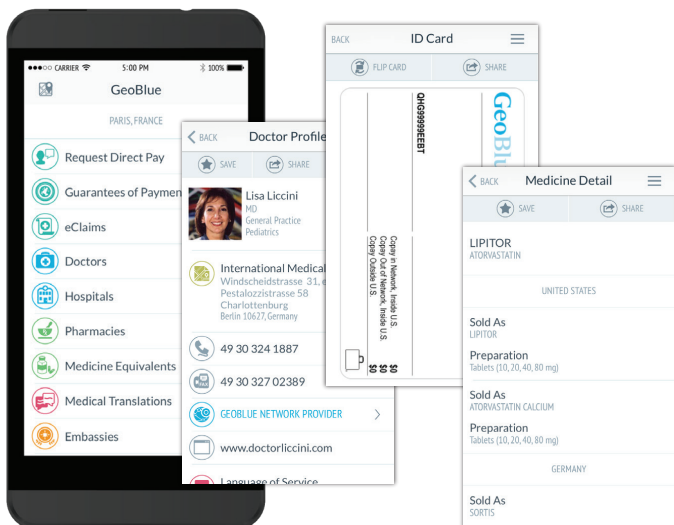 CARRIER
5:00 PM
100%
GeoBlue
PARIS, FRANCE
Request Direct Pay
Guarantees of Paymen
eClaims
Doctors
Hospitals
Pharmacies
Medicine Equivalents
Medical Translations
Embassies
BACK
Doctor Profile
SAVE
SHARE
Lisa Liccini
MD
General Practice
Pediatrics
International Medical
Windscheidstrasse 31, e
Pestalozzistrasse 58
Charlottenburg
Berlin 10627, Germany
49 30 324 1887
49 30 327 02389
GEOBLUE NETWORK PROVIDER
www.doctorliccini.com
Language of Service
BACK
ID Card
FLIP CARD
SHARE
GeoBlu
QHG99999EEBT
Copay in Network, Inside U.S. $0
Copay Out of Network, Inside U.S. $0
Copay Outside U.S. $0
BACK
Medicine Detail
SAVE
SHARE
LIPITOR
ATORVASTATIN
UNITED STATES
Sold As
LIPITOR
Preparation
Tablets (10, 20, 40, 80 mg)
Sold As
ATORVASTATIN CALCIUM
Preparation
Tablets (10, 20, 40, 80 mg)
GERMANY
Sold As
SORTIS